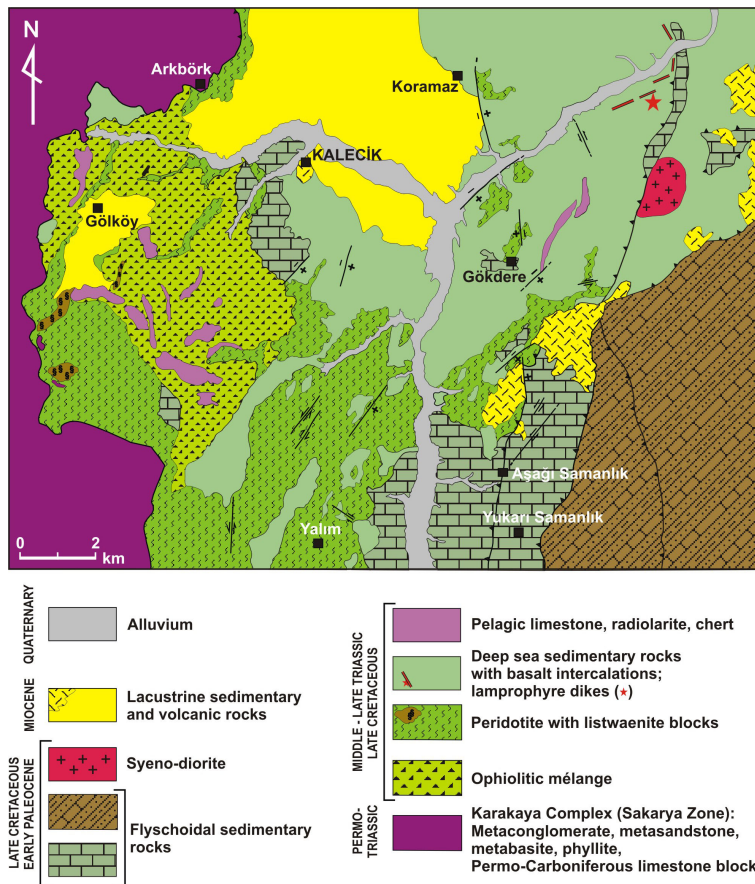 N
Arkbörk
Koramaz
KALECİK
Gölköy
Gökdere
Aşağı Samanlık
Yukarı Samanlık
Yalım
0 2
km
QUATERNARY
Alluvium
MIOCENE
Lacustrine sedimentary
and volcanic rocks
LATE CRETACEOUS
EARLY PALEOCENE
Syeno-diorite
Flyschoidal sedimentary
rocks
MIDDLE - LATE TRIASSIC
LATE CRETACEOUS
Pelagic limestone, radiolarite, chert
Deep sea sedimentary rocks
with basalt intercalations;
lamprophyre dikes (★)
Peridotite with listwaenite blocks
Ophiolitic mélange
PERMO-
TRIASSIC
Karakaya Complex (Sakarya Zone):
Metaconglomerate, metasandstone,
metabasite, phyllite,
Permo-Carboniferous limestone block